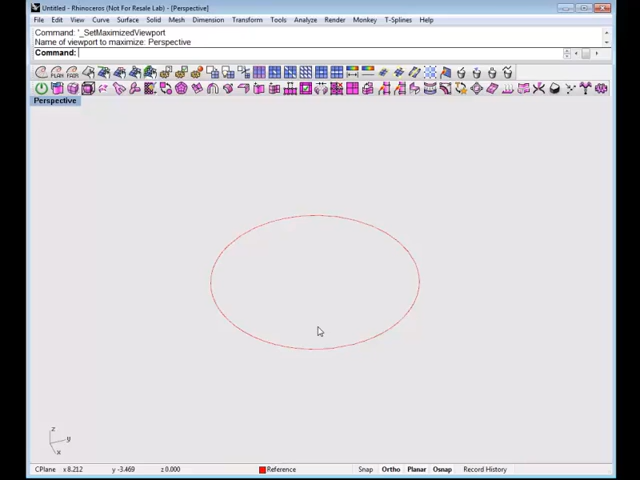 Untitled - Rhinoceros (Not For Resale Lab) - [Perspective]
File Edit View Curve Surface Solid Mesh Dimension Transform Tools Analyze Render Monkey T-Splines Help
Command: '_SetMaximizedViewport
Name of viewport to maximize: Perspective
Command:
Perspective
z
y
x
CPlane x 8.212 y -3.469 z 0.000 Reference Snap Ortho Planar Osnap Record History